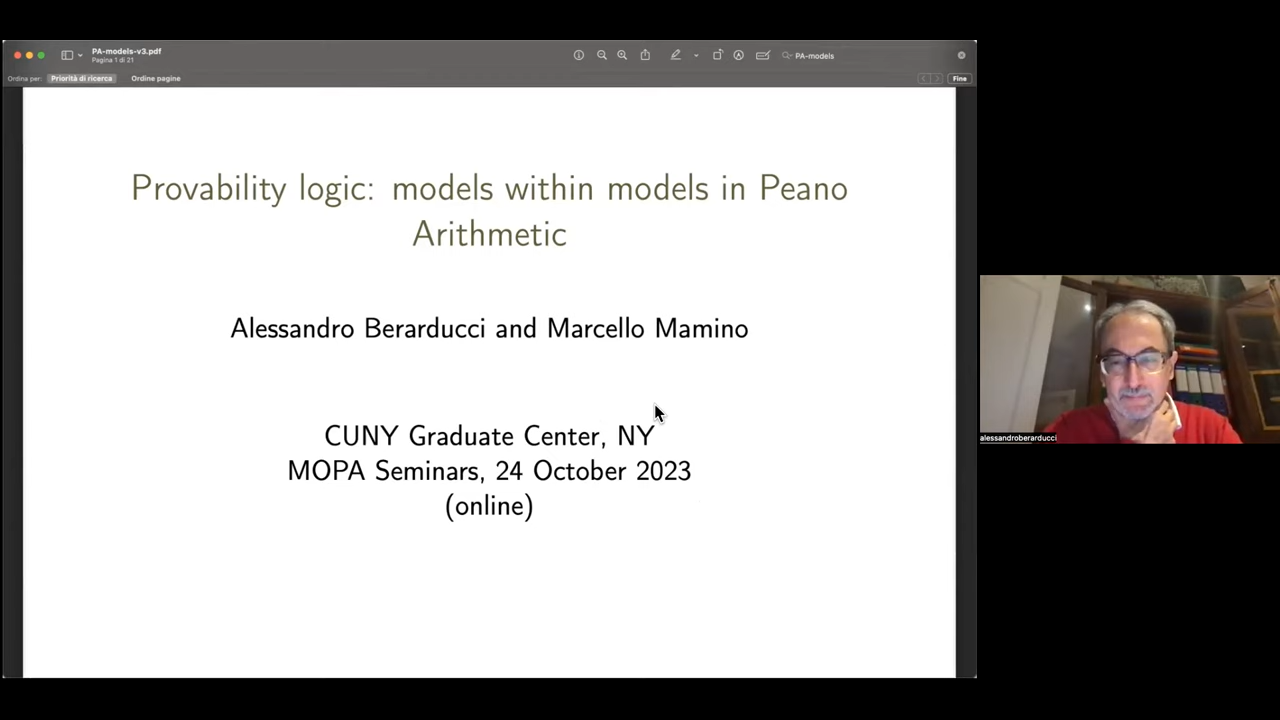 PA-models-v3.pdf
Pagina 1 di 21
PA-models
Ordina per:
Priorità di ricerca
Ordine pagine
Fine
Provability logic: models within models in Peano
Arithmetic
Alessandro Berarducci and Marcello Mamino
CUNY Graduate Center, NY
MOPA Seminars, 24 October 2023
(online)
alessandroberarducci